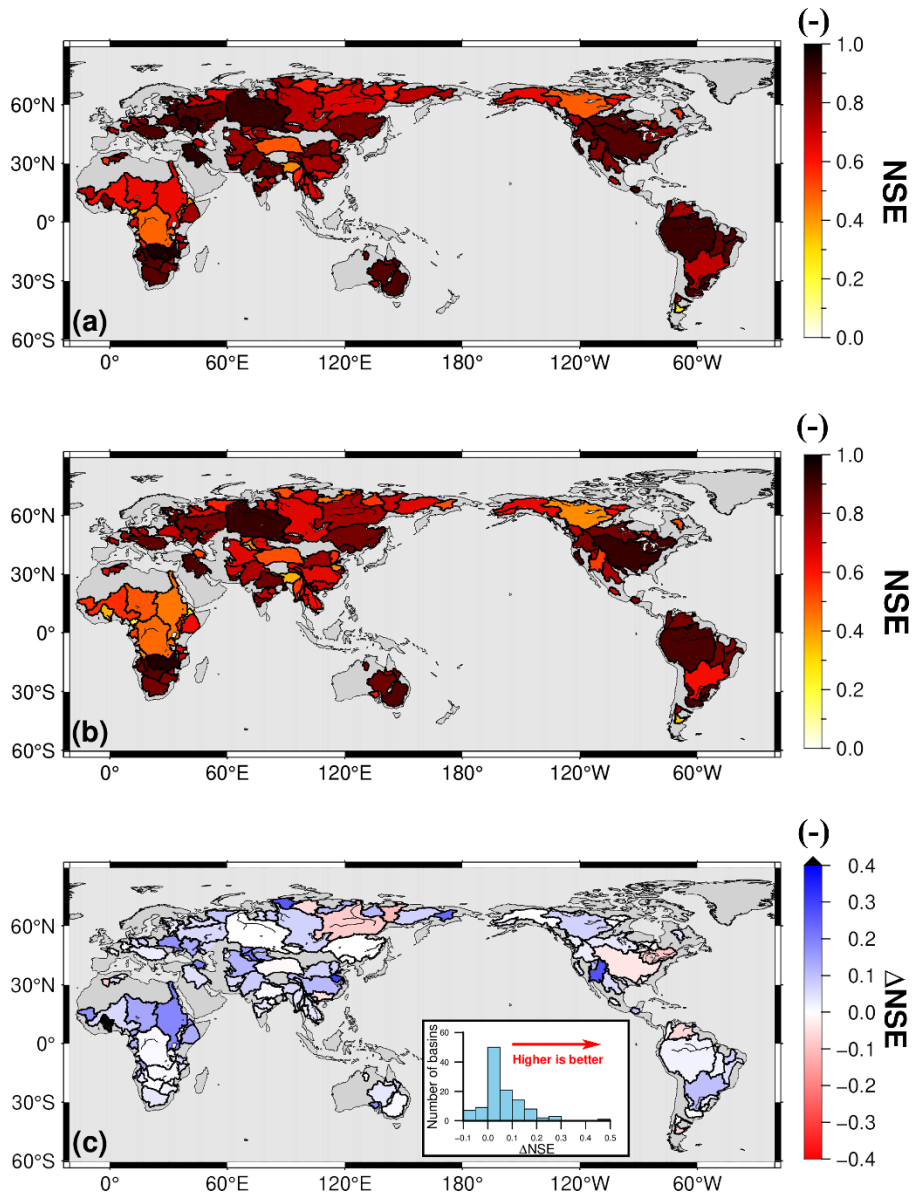 (-)
60°N
30°N
0°
30°S
60°S
(a)
0°
60°E
120°E
180°
120°W
60°W
1.0
0.8
0.6
0.4
0.2
0.0
NSE
(-)
60°N
30°N
0°
30°S
60°S
(b)
0°
60°E
120°E
180°
120°W
60°W
1.0
0.8
0.6
0.4
0.2
0.0
NSE
(-)
60°N
30°N
0°
30°S
60°S
(c)
Number of basins
60
40
20
0
Higher is better
-0.1
0.0
0.1
0.2
0.3
0.4
0.5
ΔNSE
0°
60°E
120°E
180°
120°W
60°W
0.4
0.3
0.2
0.1
0.0
−0.1
−0.2
−0.3
−0.4
ΔNSE